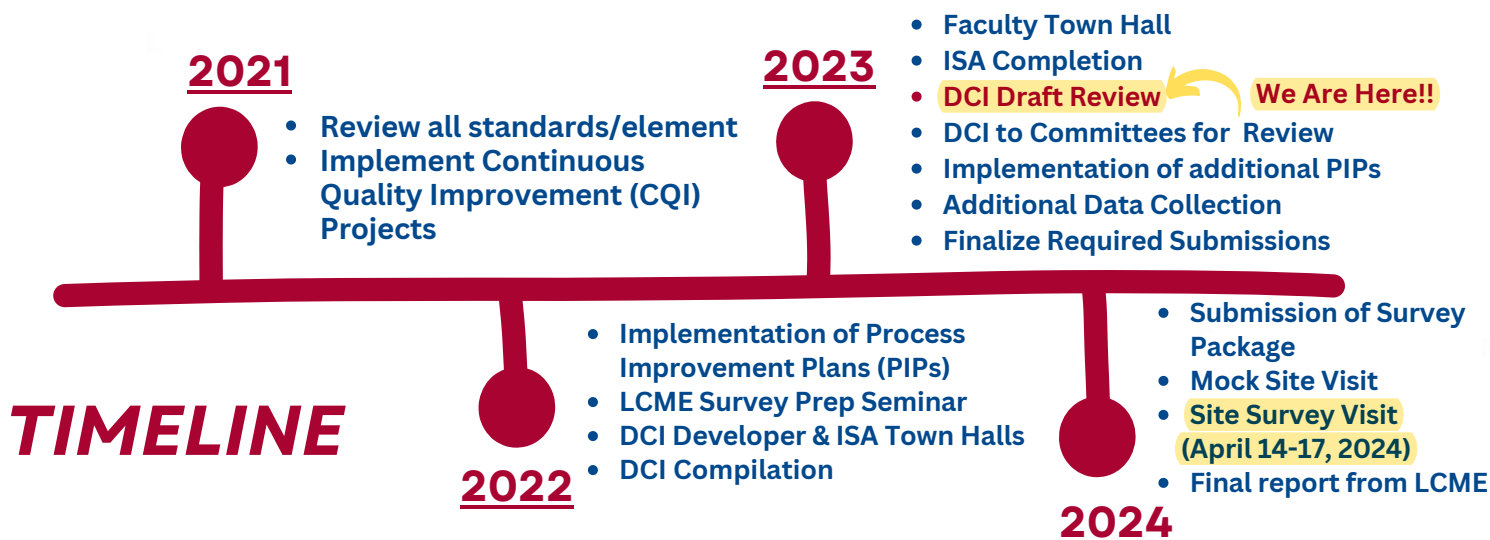 2021
• Review all standards/element
• Implement Continuous
Quality Improvement (CQI)
Projects
2023
• Faculty Town Hall
• ISA Completion
• DCI Draft Review
We Are Here!!
• DCI to Committees for Review
• Implementation of additional PIPs
• Additional Data Collection
• Finalize Required Submissions
TIMELINE
2022
• Implementation of Process
Improvement Plans (PIPs)
• LCME Survey Prep Seminar
• DCI Developer & ISA Town Halls
• DCI Compilation
• Submission of Survey
Package
• Mock Site Visit
• Site Survey Visit
(April 14-17, 2024)
• Final report from LCME
2024